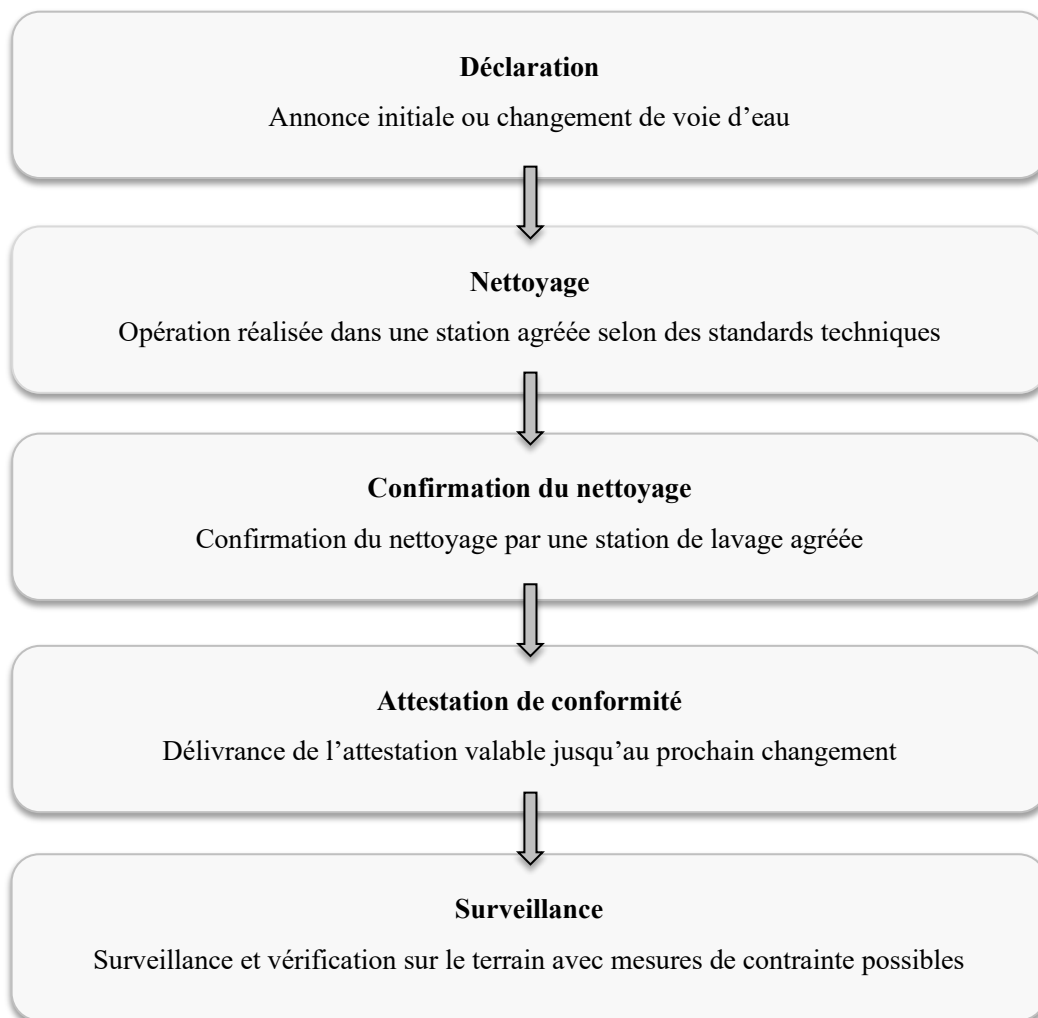 Déclaration
Annonce initiale ou changement de voie d’eau
Nettoyage
Opération réalisée dans une station agréée selon des standards techniques
Confirmation du nettoyage
Confirmation du nettoyage par une station de lavage agréée
Attestation de conformité
Délivrance de l’attestation valable jusqu’au prochain changement
Surveillance
Surveillance et vérification sur le terrain avec mesures de contrainte possibles